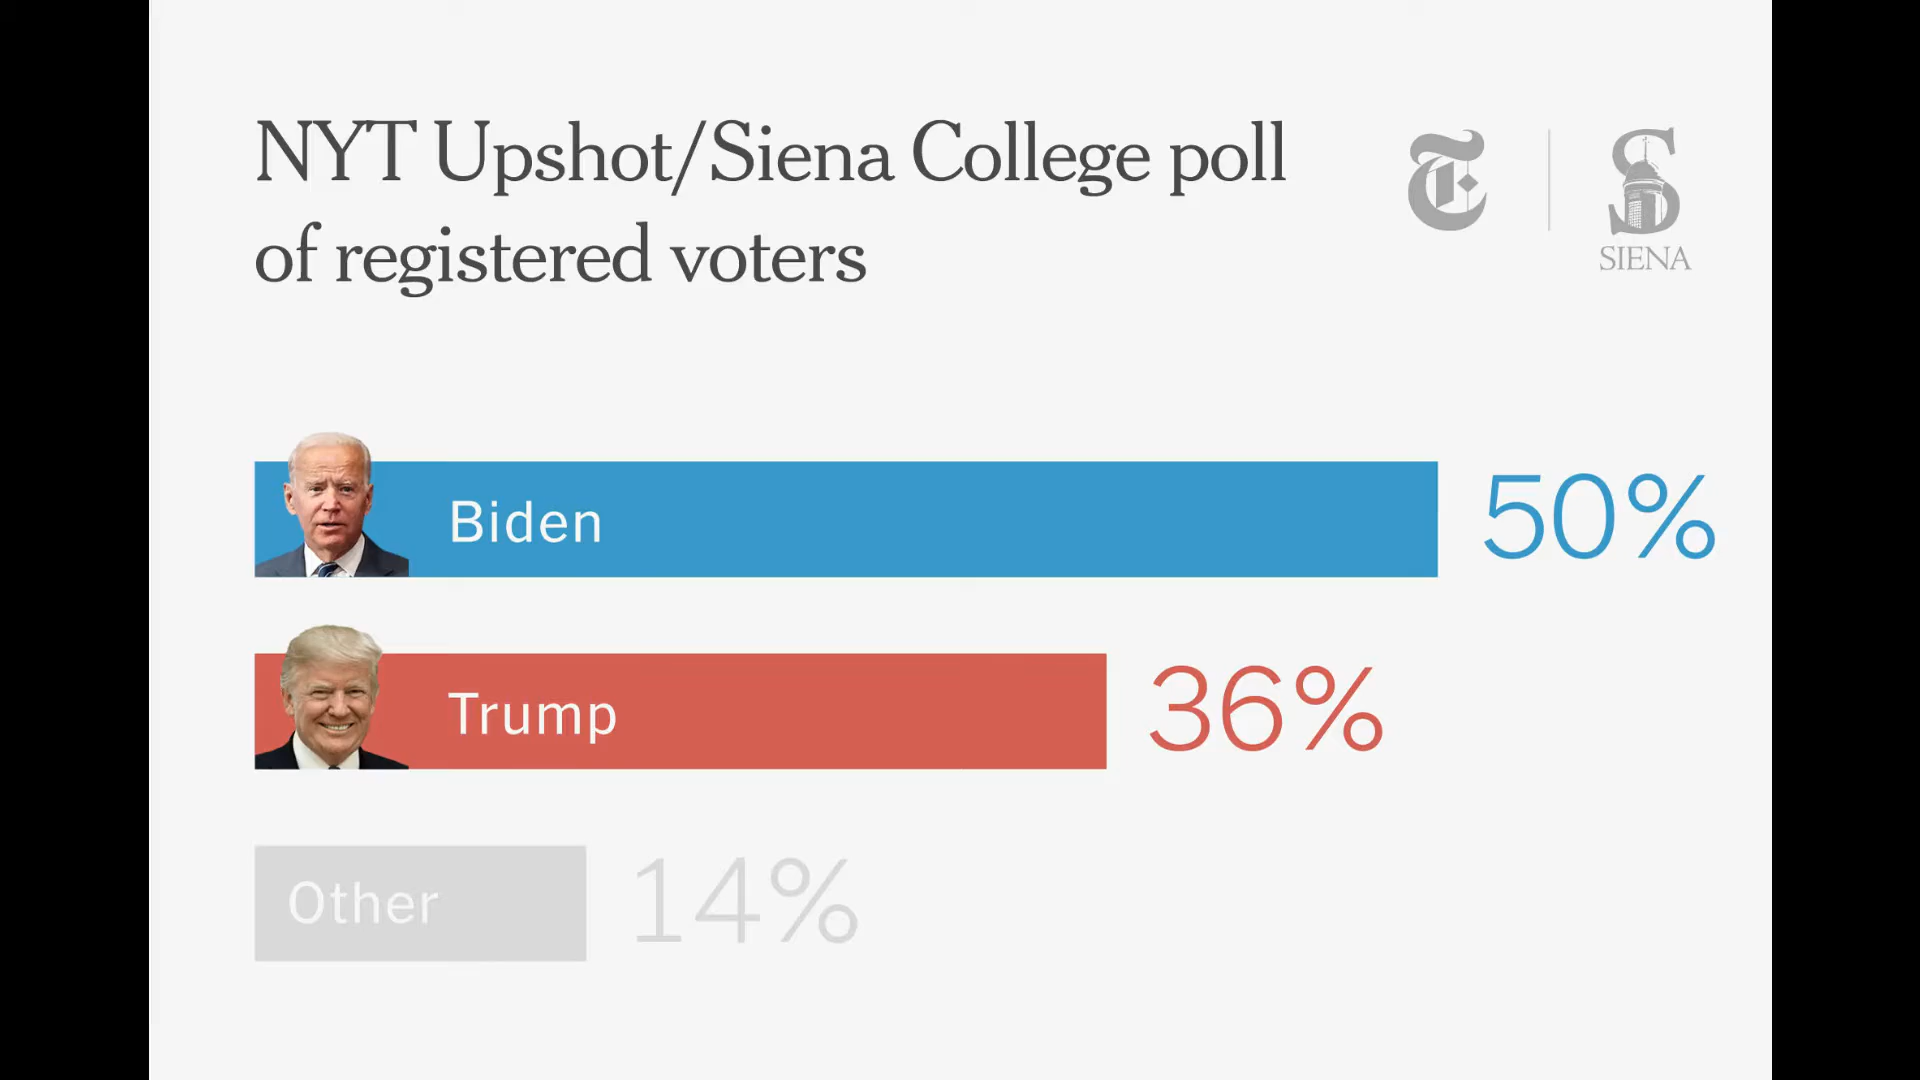 NYT Upshot/Siena College poll
of registered voters
T
S
SIENA
Biden
50%
Trump
36%
Other
14%